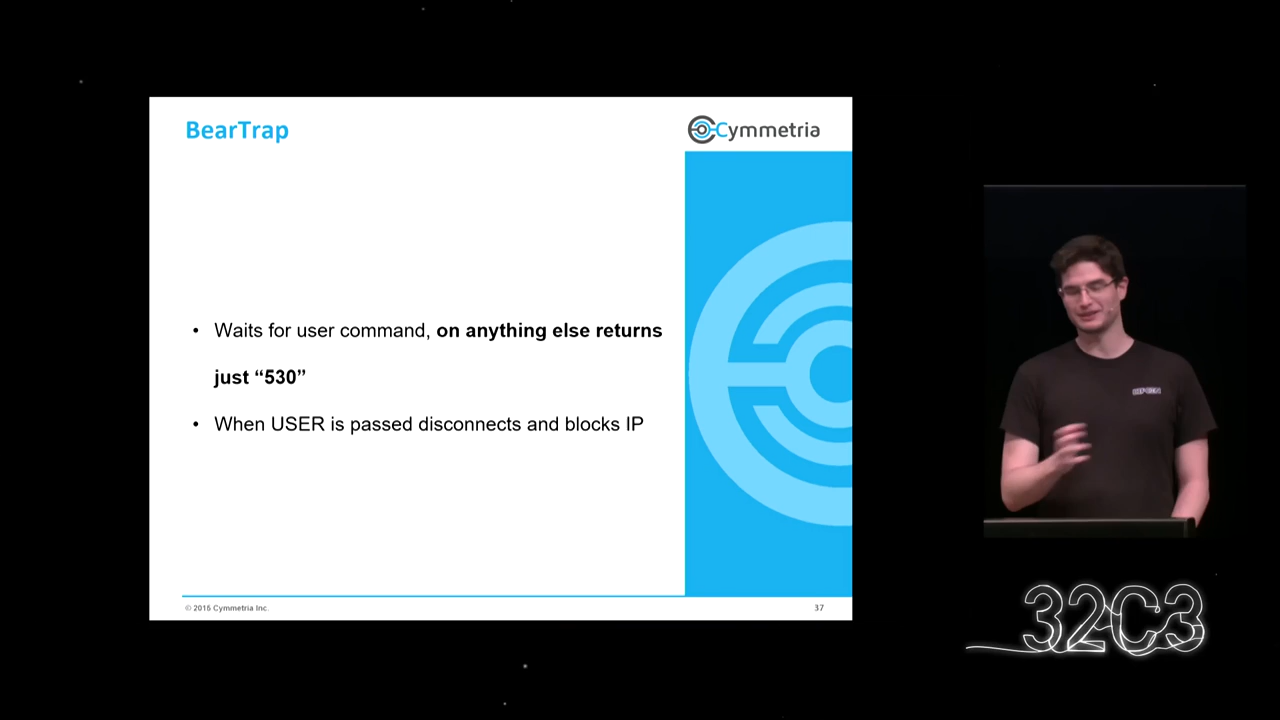 BearTrap
Cymmetria
• Waits for user command, on anything else returns
just “530”
• When USER is passed disconnects and blocks IP
© 2015 Cymmetria Inc.
37
32C3